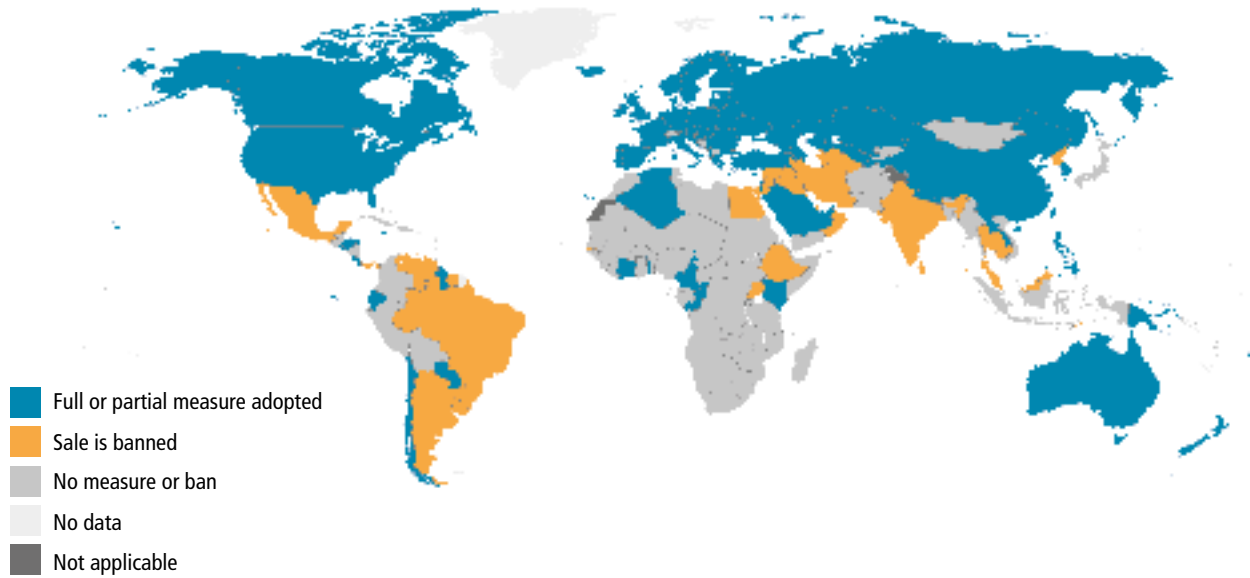 Full or partial measure adopted
Sale is banned
No measure or ban
No data
Not applicable